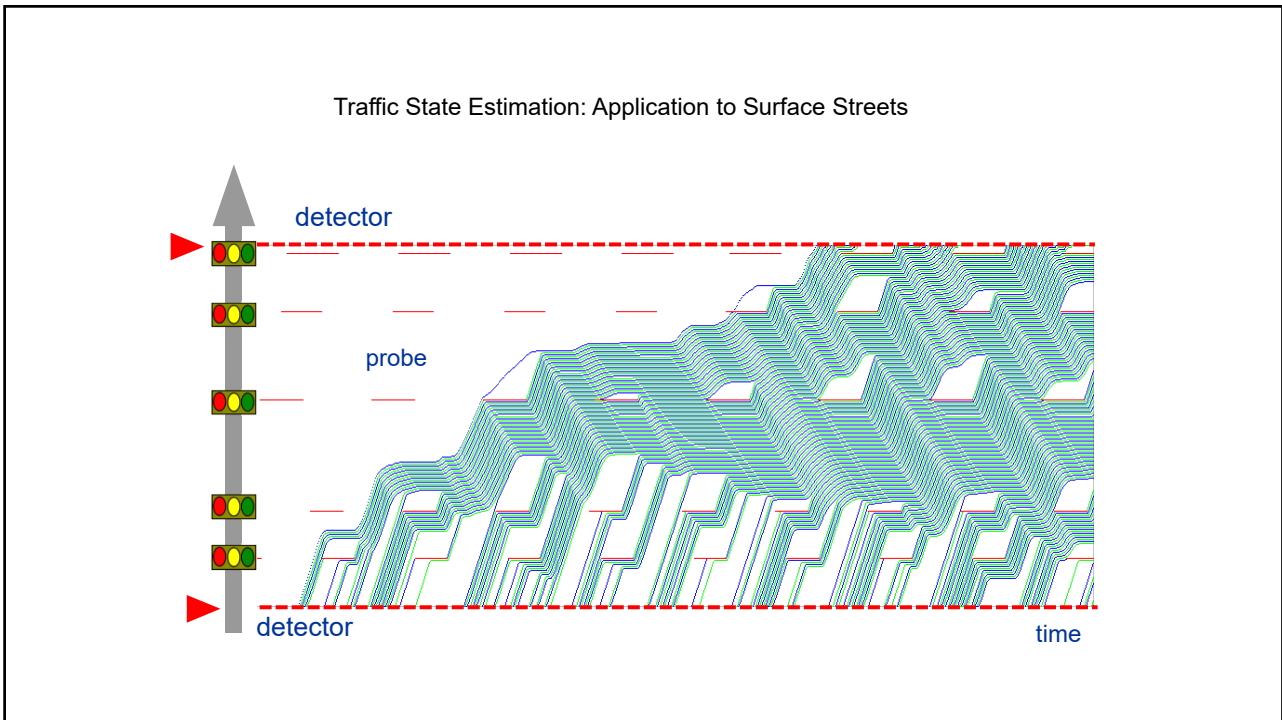 Traffic State Estimation: Application to Surface Streets
detector
probe
detector
time